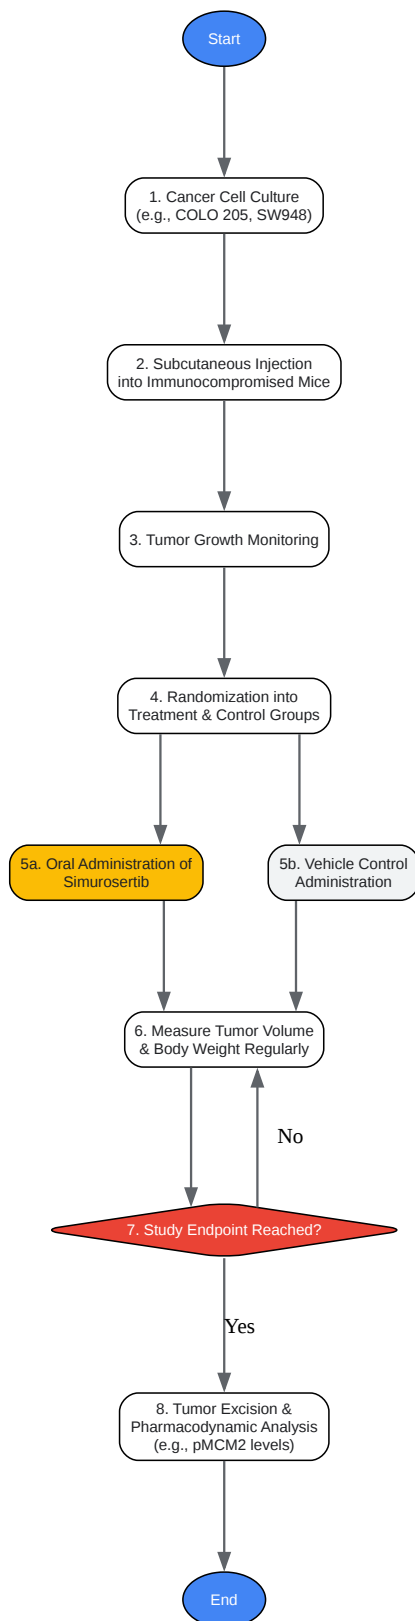 Start
1. Cancer Cell Culture
(e.g., COLO 205, SW948)
2. Subcutaneous Injection
into Immunocompromised Mice
3. Tumor Growth Monitoring
4. Randomization into
Treatment & Control Groups
5a. Oral Administration of
Simurosertib
5b. Vehicle Control
Administration
6. Measure Tumor Volume
& Body Weight Regularly
No
7. Study Endpoint Reached?
Yes
8. Tumor Excision &
Pharmacodynamic Analysis
(e.g., pMCM2 levels)
End